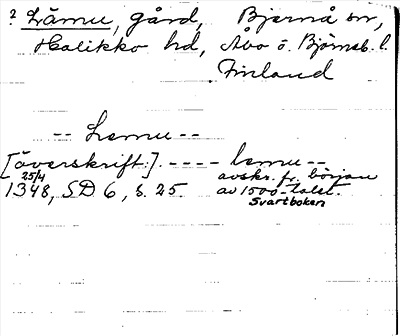 ? Lämu, gård, Bjernå sn,
Halikko hd, Åbo o. Björneb. l.
Finland
-- Lemu --
[överskrift:]. ---- lemu --
25/4 1348, SD 6, s. 25. avskr. fr. början
av 1500-talet.
Svartboken